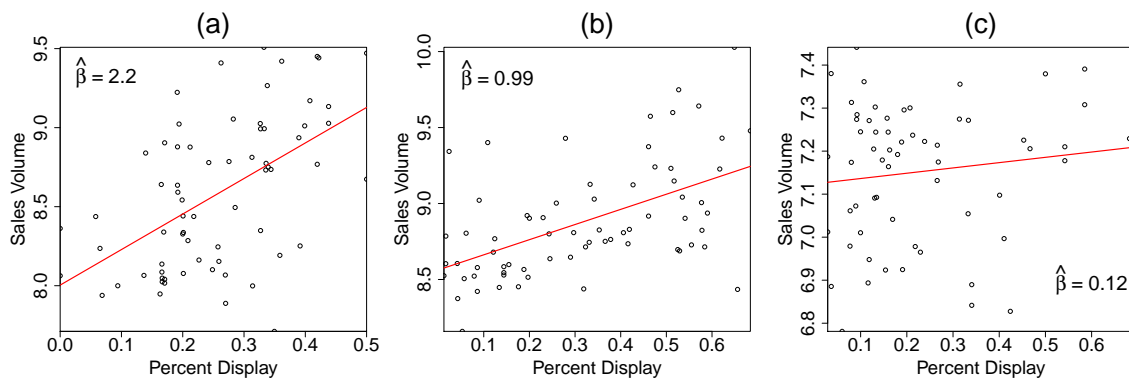 (a)
β̂ = 2.2
Sales Volume
9.5
9.0
8.5
8.0
0.0 0.1 0.2 0.3 0.4 0.5
Percent Display
(b)
β̂ = 0.99
Sales Volume
10.0
9.5
9.0
8.5
0.1 0.2 0.3 0.4 0.5 0.6
Percent Display
(c)
Sales Volume
7.4
7.3
7.2
7.1
7.0
6.9
6.8
β̂ = 0.12
0.1 0.2 0.3 0.4 0.5 0.6
Percent Display